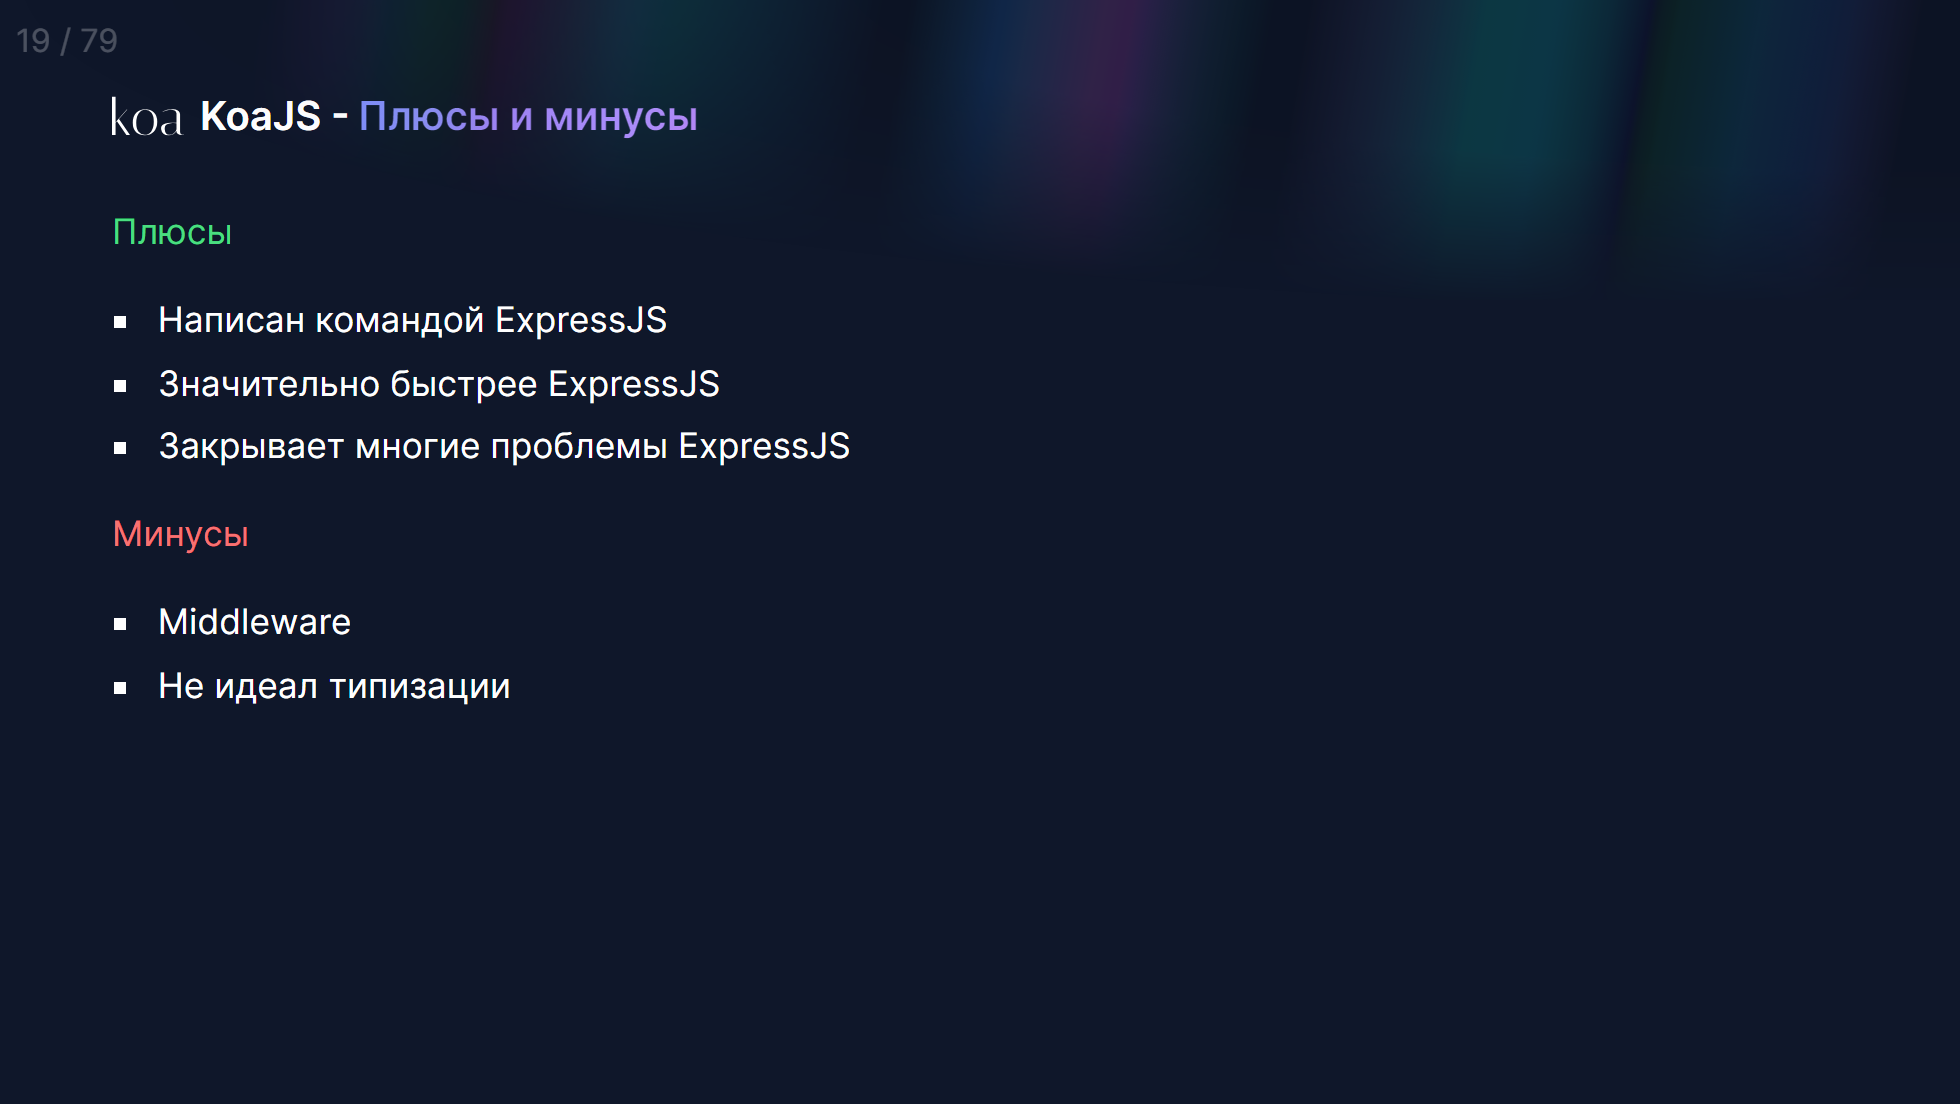 19 / 79
koa KoaJS - Плюсы и минусы
Плюсы
Написан командой ExpressJS
Значительно быстрее ExpressJS
Закрывает многие проблемы ExpressJS
Минусы
Middleware
Не идеал типизации